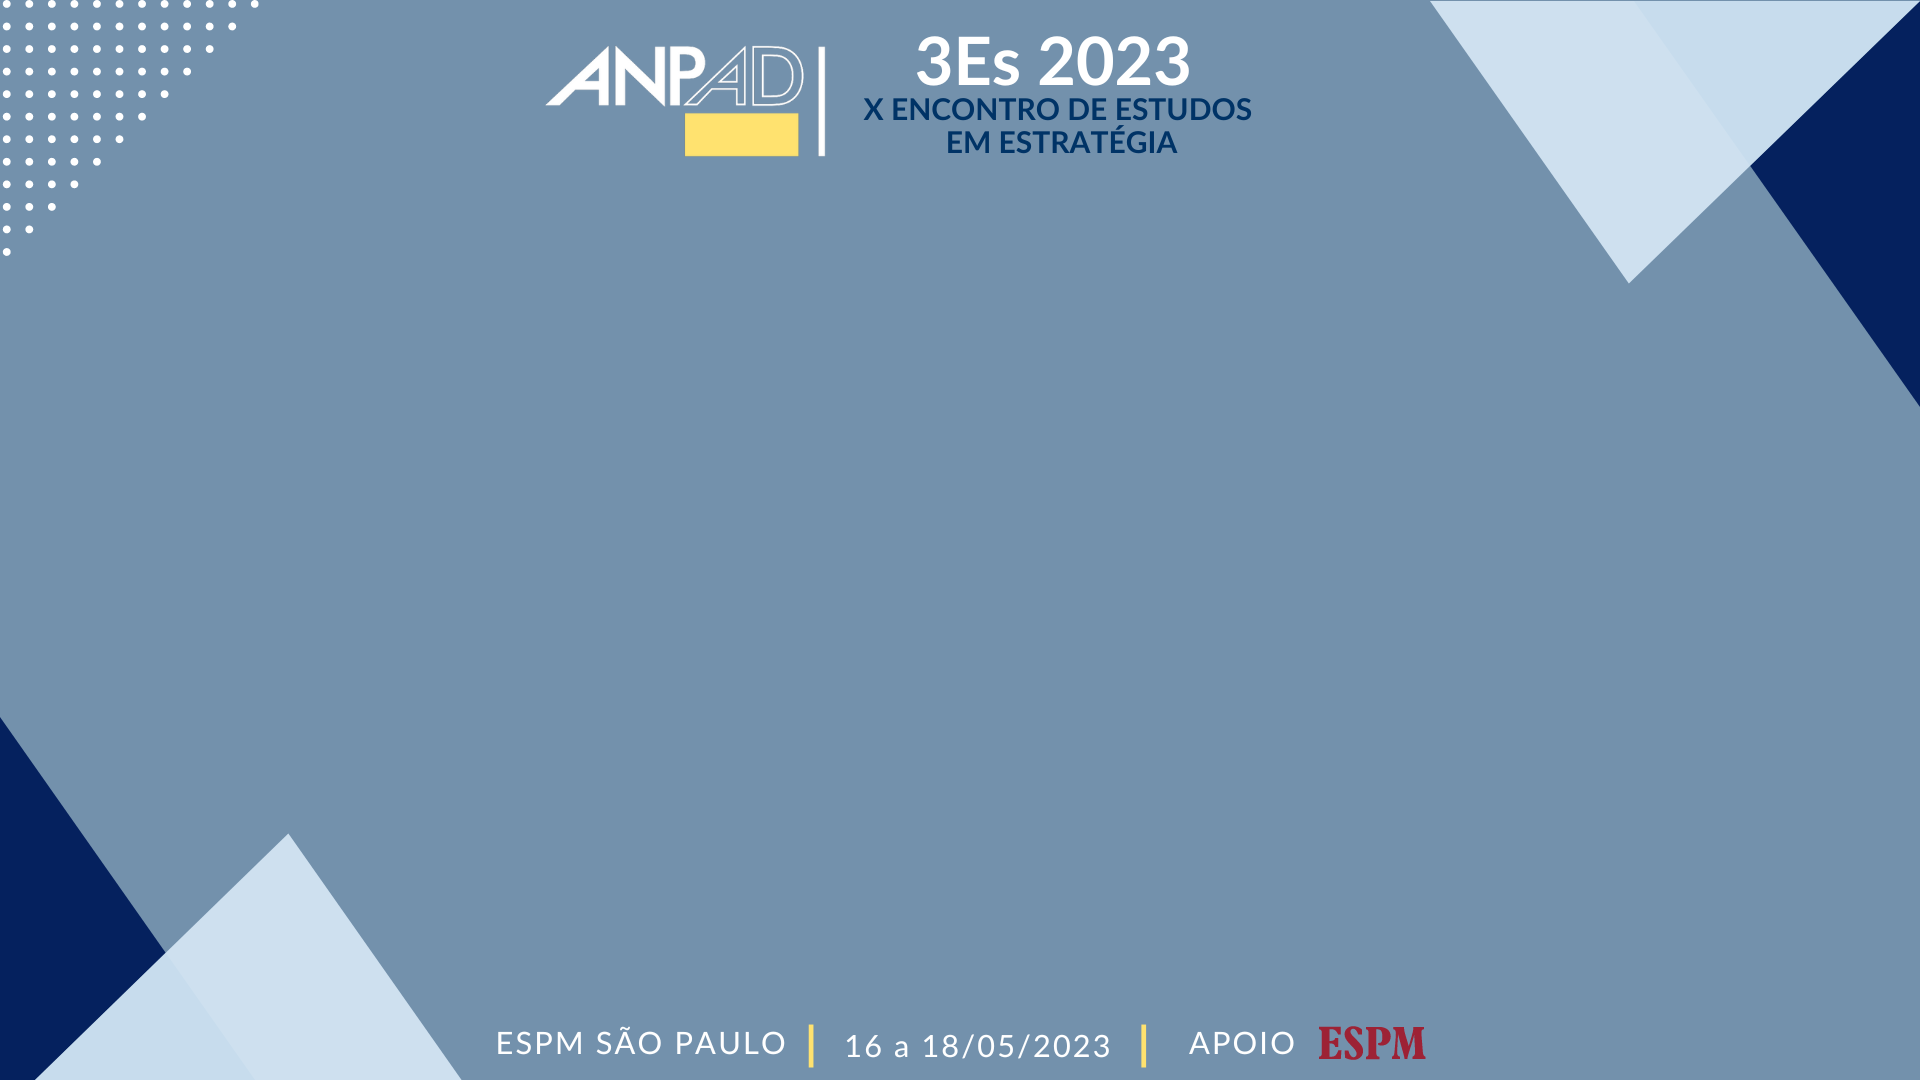 ANPAD
3Es 2023
X ENCONTRO DE ESTUDOS
EM ESTRATÉGIA
ESPM SÃO PAULO
16 a 18/05/2023
APOIO ESPM